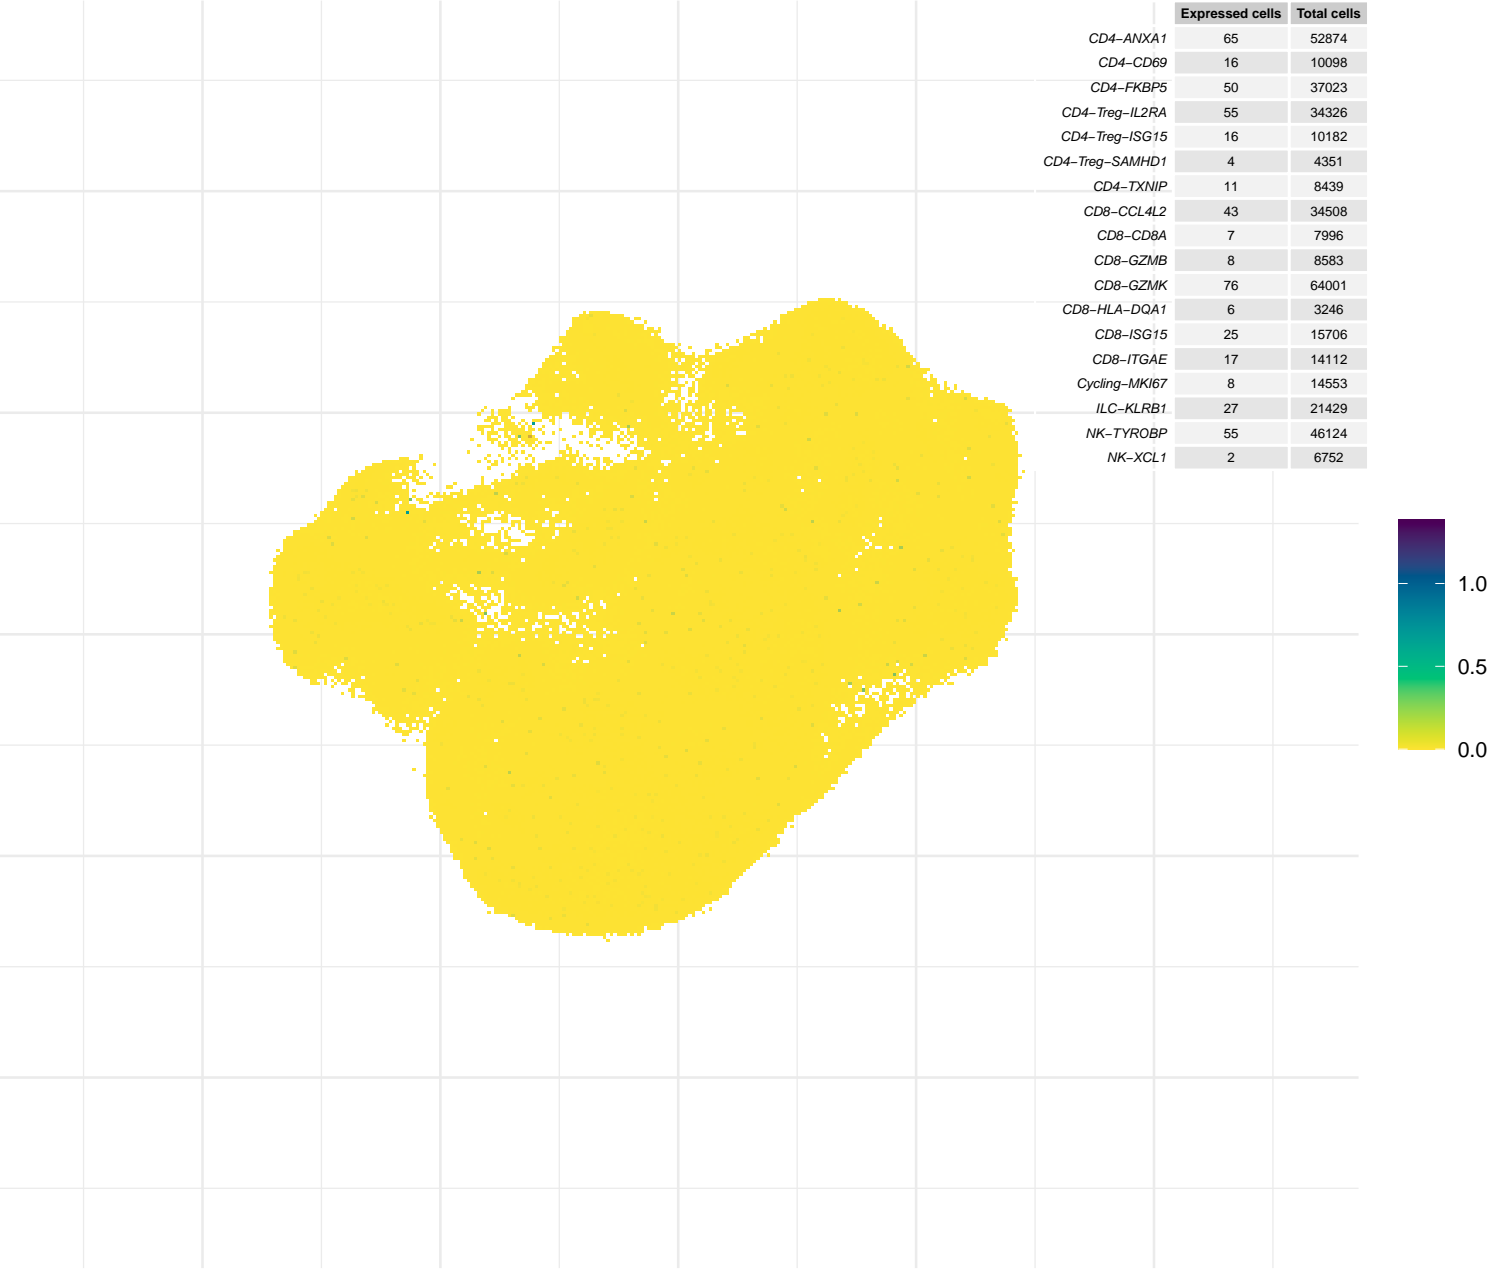 Expressed cells Total cells
CD4−ANXA1 65 52874
CD4−CD69 16 10098
CD4−FKBP5 50 37023
CD4−Treg−IL2RA 55 34326
CD4−Treg−ISG15 16 10182
CD4−Treg−SAMHD1 4 4351
CD4−TXNIP 11 8439
CD8−CCL4L2 43 34508
CD8−CD8A 7 7996
CD8−GZMB 8 8583
CD8−GZMK 76 64001
CD8−HLA−DQA1 6 3246
CD8−ISG15 25 15706
CD8−ITGAE 17 14112
Cycling−MKI67 8 14553
ILC−KLRB1 27 21429
NK−TYROBP 55 46124
NK−XCL1 2 6752
1.0
0.5
0.0